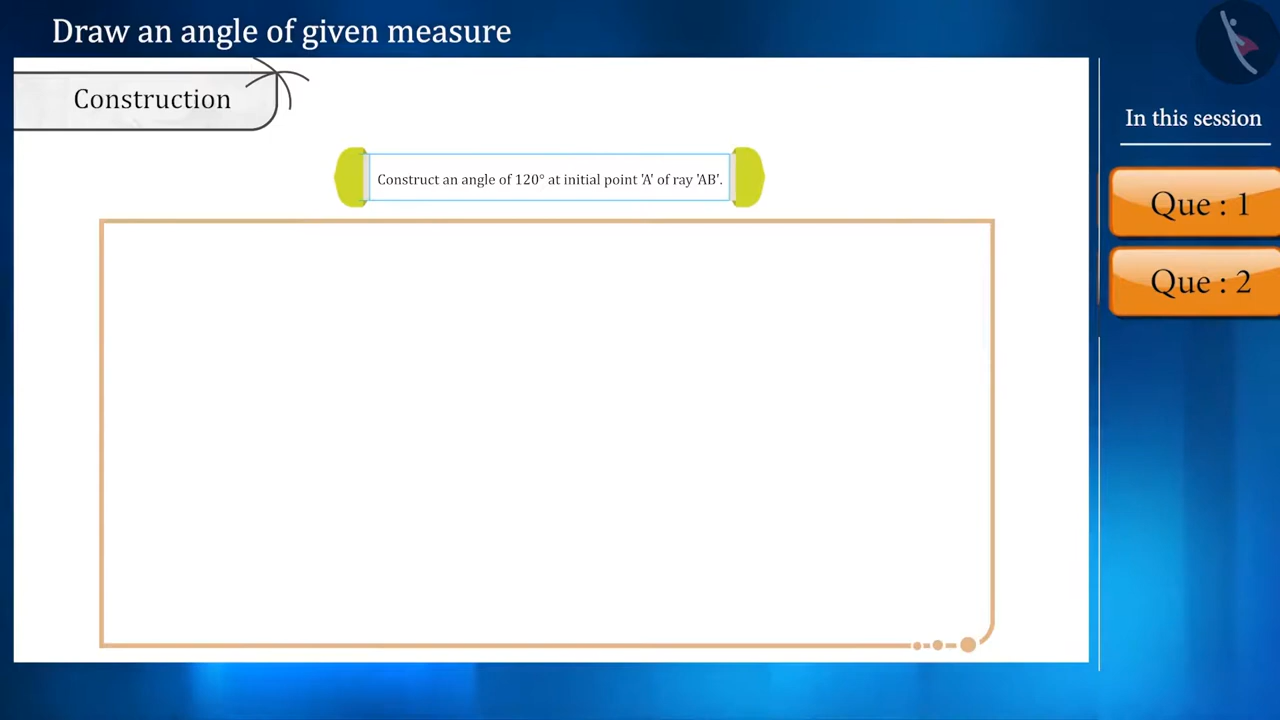 Draw an angle of given measure
Construction
In this session
Construct an angle of 120° at initial point 'A' of ray 'AB'.
Que : 1
Que : 2